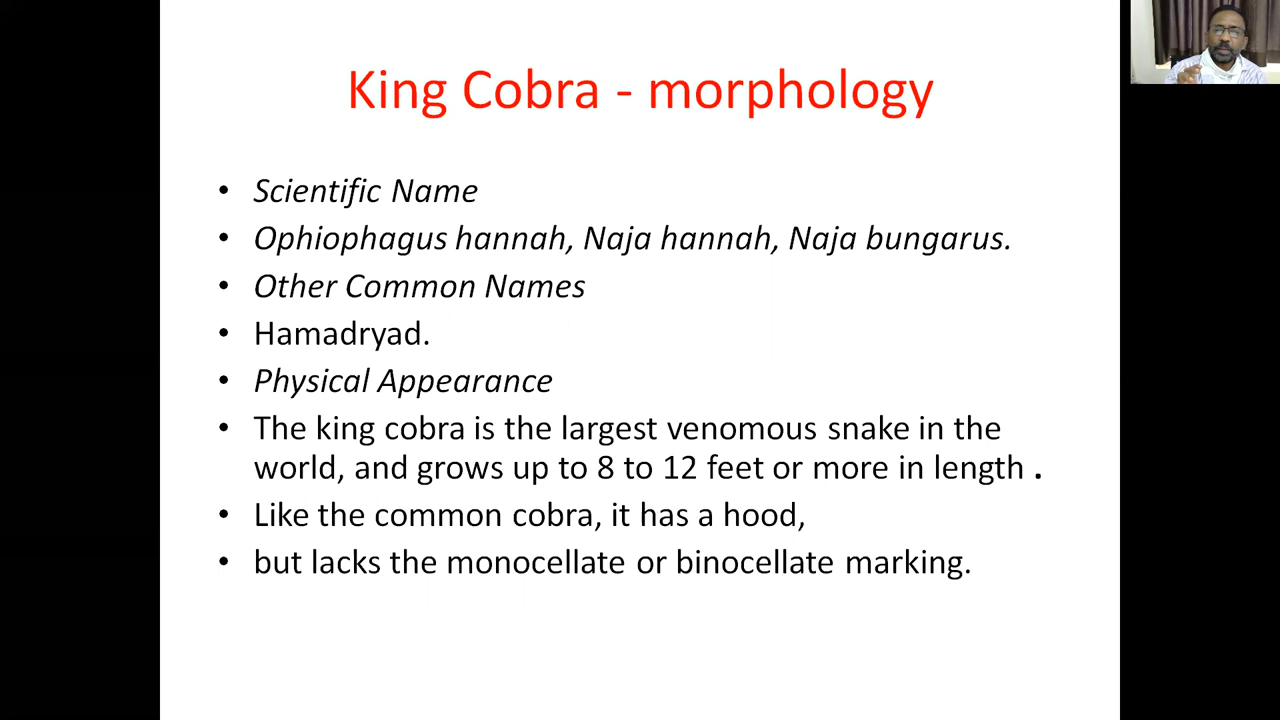 King Cobra - morphology
• Scientific Name
• Ophiophagus hannah, Naja hannah, Naja bungarus.
• Other Common Names
• Hamadryad.
• Physical Appearance
• The king cobra is the largest venomous snake in the
world, and grows up to 8 to 12 feet or more in length .
• Like the common cobra, it has a hood,
• but lacks the monocellate or binocellate marking.